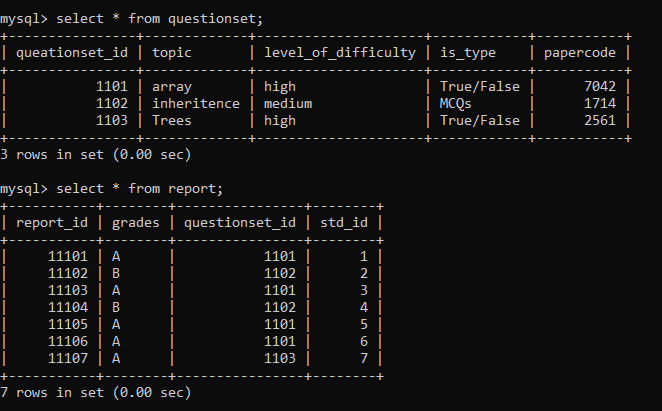 mysql> select * from questionset;
+----------------+-------------+---------------------+------------+-----------+
| queationset_id | topic       | level_of_difficulty | is_type    | papercode |
+----------------+-------------+---------------------+------------+-----------+
|           1101 | array       | high                | True/False |      7042 |
|           1102 | inheritence | medium              | MCQs       |      1714 |
|           1103 | Trees       | high                | True/False |      2561 |
+----------------+-------------+---------------------+------------+-----------+
3 rows in set (0.00 sec)
mysql> select * from report;
+-----------+--------+----------------+--------+
| report_id | grades | questionset_id | std_id |
+-----------+--------+----------------+--------+
|     11101 | A      |           1101 |      1 |
|     11102 | B      |           1102 |      2 |
|     11103 | A      |           1101 |      3 |
|     11104 | B      |           1102 |      4 |
|     11105 | A      |           1101 |      5 |
|     11106 | A      |           1101 |      6 |
|     11107 | A      |           1103 |      7 |
+-----------+--------+----------------+--------+
7 rows in set (0.00 sec)